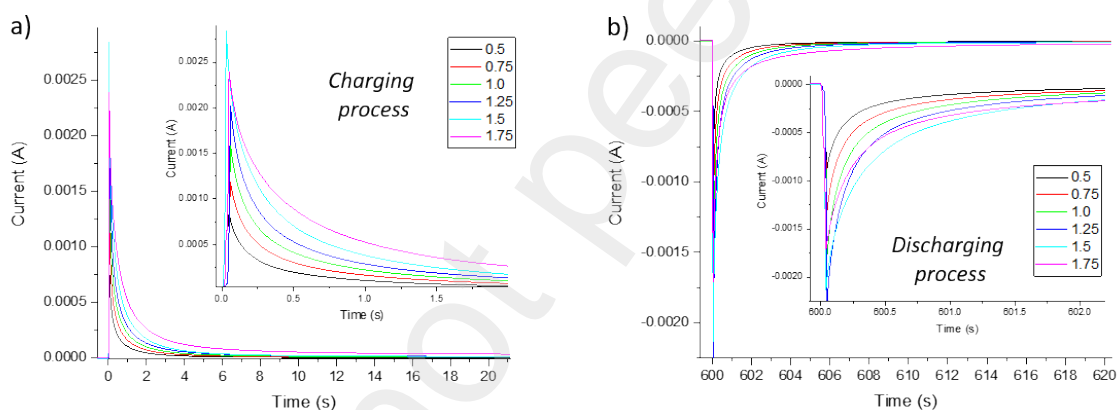 a)
Current (A)
0.0025
0.0020
0.0015
0.0010
0.0005
0.0000
0 2 4 6 8 10 12 14 16 18 20
Time (s)
Current (A)
0.0030
0.0025
0.0020
0.0015
0.0010
0.0005
0.0 0.5 1.0 1.5
Time (s)
Charging
process
0.5
0.75
1.0
1.25
1.5
1.75
b)
Current (A)
0.0000
-0.0005
-0.0010
-0.0015
-0.0020
600 602 604 606 608 610 612 614 616 618 620
Time (s)
Current (A)
0.0000
-0.0005
-0.0010
-0.0015
-0.0020
600.0 600.5 601.0 601.5 602.0
Time (s)
Discharging
process
0.5
0.75
1.0
1.25
1.5
1.75
not pee